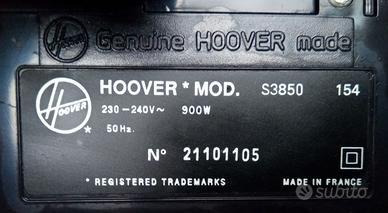 Genuine HOOVER made
HOOVER * MOD. S3850 154
230-240V~ 900W
HOOVER
* 50Hz.
Nº 21101105
* REGISTERED TRADEMARKS MADE IN FRANCE
subito